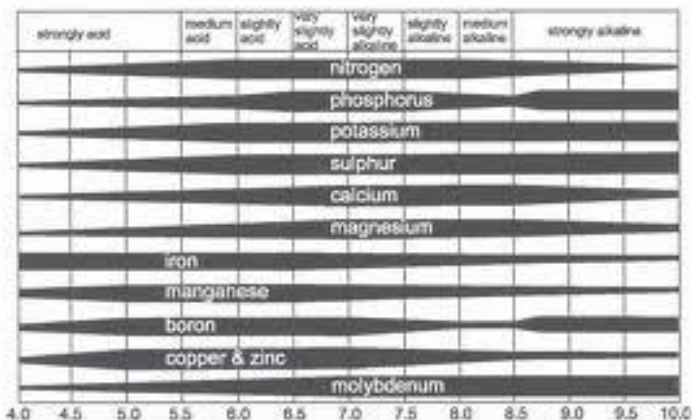 strongly acid
medium acid
slightly acid
very slightly acid
very slightly alkaline
slightly alkaline
medium alkaline
strongly alkaline
nitrogen
phosphorus
potassium
sulphur
calcium
magnesium
iron
manganese
boron
copper & zinc
molybdenum
4.0 4.5 5.0 5.5 6.0 6.5 7.0 7.5 8.0 8.5 9.0 9.5 10.0